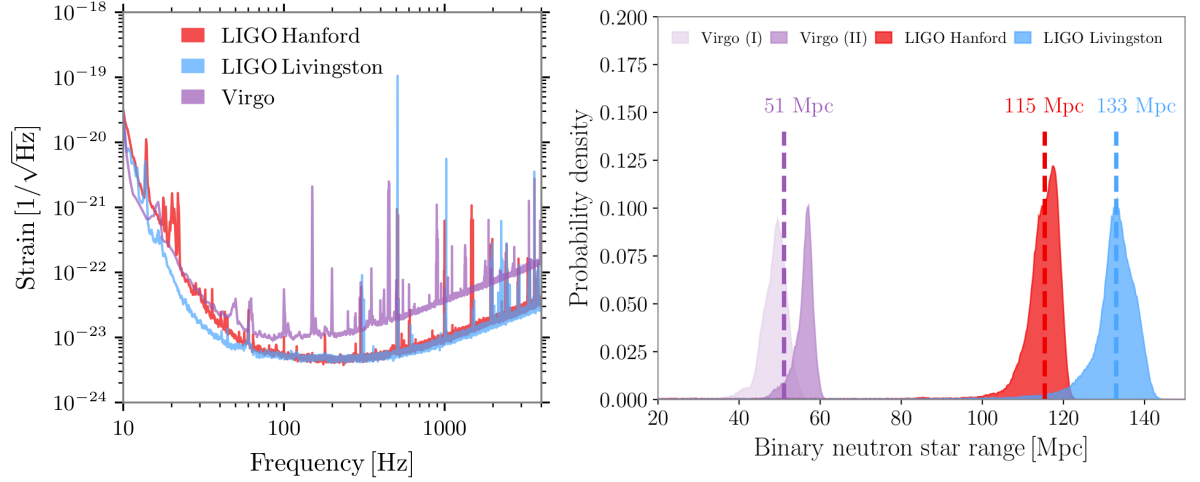 10⁻¹⁸
10⁻¹⁹
10⁻²⁰
10⁻²¹
10⁻²²
10⁻²³
10⁻²⁴
Strain [1/√Hz]
LIGO Hanford
LIGO Livingston
Virgo
10 100 1000
Frequency [Hz]
0.200
0.175
0.150
0.125
0.100
0.075
0.050
0.025
0.000
Probability density
Virgo (I) Virgo (II) LIGO Hanford LIGO Livingston
51 Mpc 115 Mpc 133 Mpc
20 40 60 80 100 120 140
Binary neutron star range [Mpc]